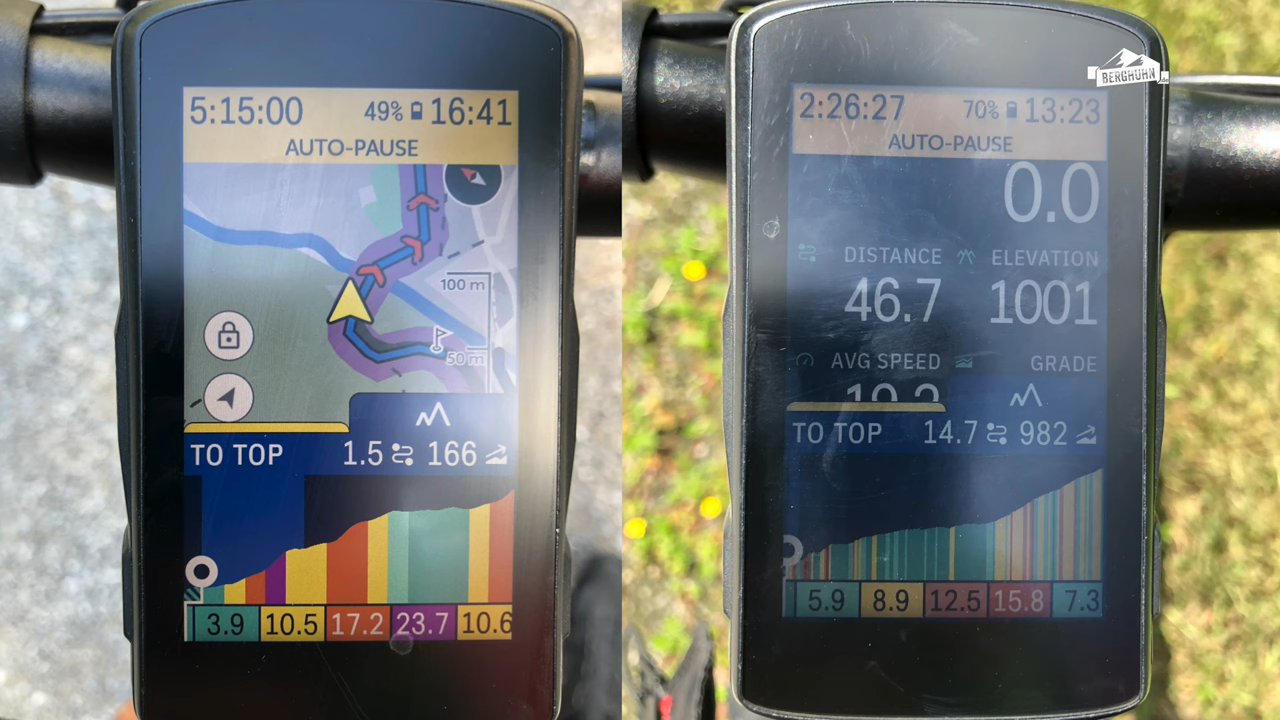 5:15:00 49% 16:41
AUTO-PAUSE
100 m
50 m
TO TOP 1.5 166
3.9 10.5 17.2 23.7 10.6
BERGHUHN.de
2:26:27 70% 13:23
AUTO-PAUSE
0.0
DISTANCE ELEVATION
46.7 1001
AVG SPEED GRADE
TO TOP 14.7 982
5.9 8.9 12.5 15.8 7.3